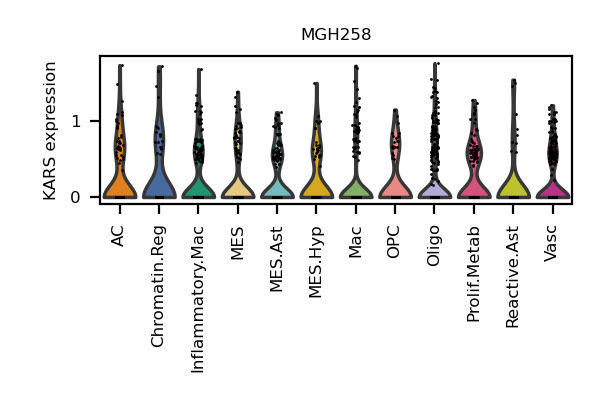 MGH258
KARS expression
1
0
AC
Chromatin.Reg
Inflammatory.Mac
MES
MES.Ast
MES.Hyp
Mac
OPC
Oligo
Prolif.Metab
Reactive.Ast
Vasc